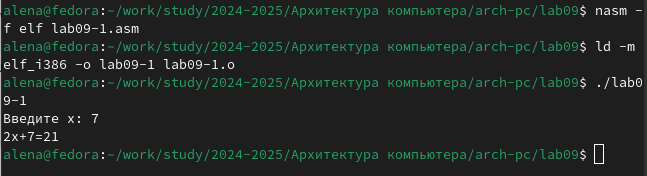 alena@fedora:~/work/study/2024-2025/Архитектура компьютера/arch-pc/lab09$ nasm -
f elf lab09-1.asm
alena@fedora:~/work/study/2024-2025/Архитектура компьютера/arch-pc/lab09$ ld -m
elf_i386 -o lab09-1 lab09-1.o
alena@fedora:~/work/study/2024-2025/Архитектура компьютера/arch-pc/lab09$ ./lab0
9-1
Введите x: 7
2x+7=21
alena@fedora:~/work/study/2024-2025/Архитектура компьютера/arch-pc/lab09$